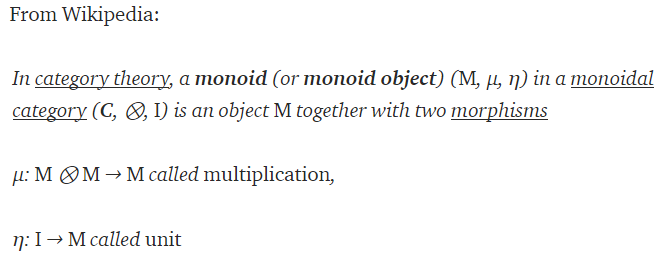 From Wikipedia:
In category theory, a monoid (or monoid object) (M, μ, η) in a monoidal
category (C, ⊗, I) is an object M together with two morphisms
μ: M ⊗ M → M called multiplication,
η: I → M called unit